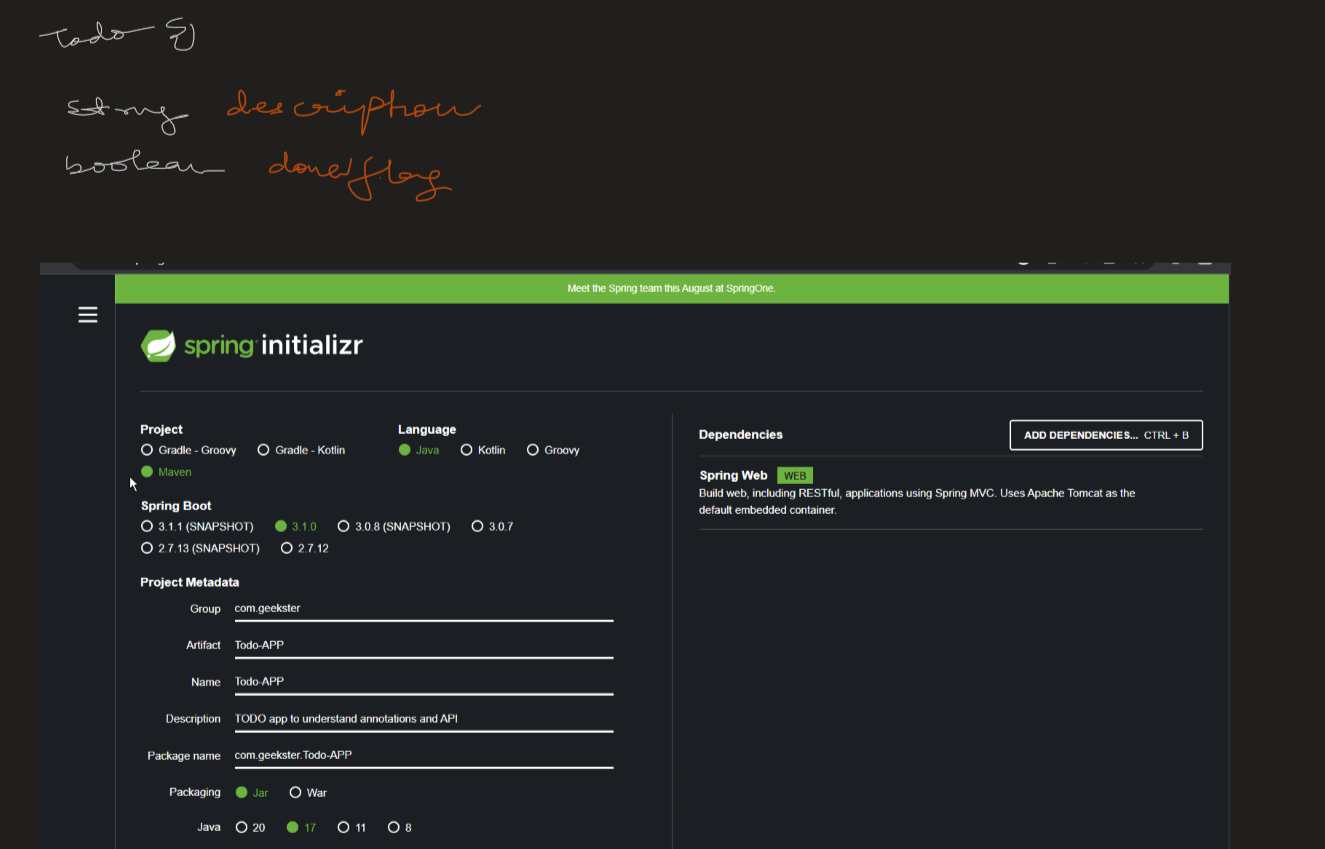 Todo {}
string description
boolean doneflag
Meet the Spring team this August at SpringOne.
spring initializr
Project
Gradle - Groovy Gradle - Kotlin
Maven
Language
Java Kotlin Groovy
Spring Boot
3.1.1 (SNAPSHOT) 3.1.0 3.0.8 (SNAPSHOT) 3.0.7
2.7.13 (SNAPSHOT) 2.7.12
Project Metadata
Group com.geekster
Artifact Todo-APP
Name Todo-APP
Description TODO app to understand annotations and API
Package name com.geekster.Todo-APP
Packaging Jar War
Java 20 17 11 8
Dependencies
ADD DEPENDENCIES... CTRL + B
Spring Web WEB
Build web, including RESTful, applications using Spring MVC. Uses Apache Tomcat as the
default embedded container.